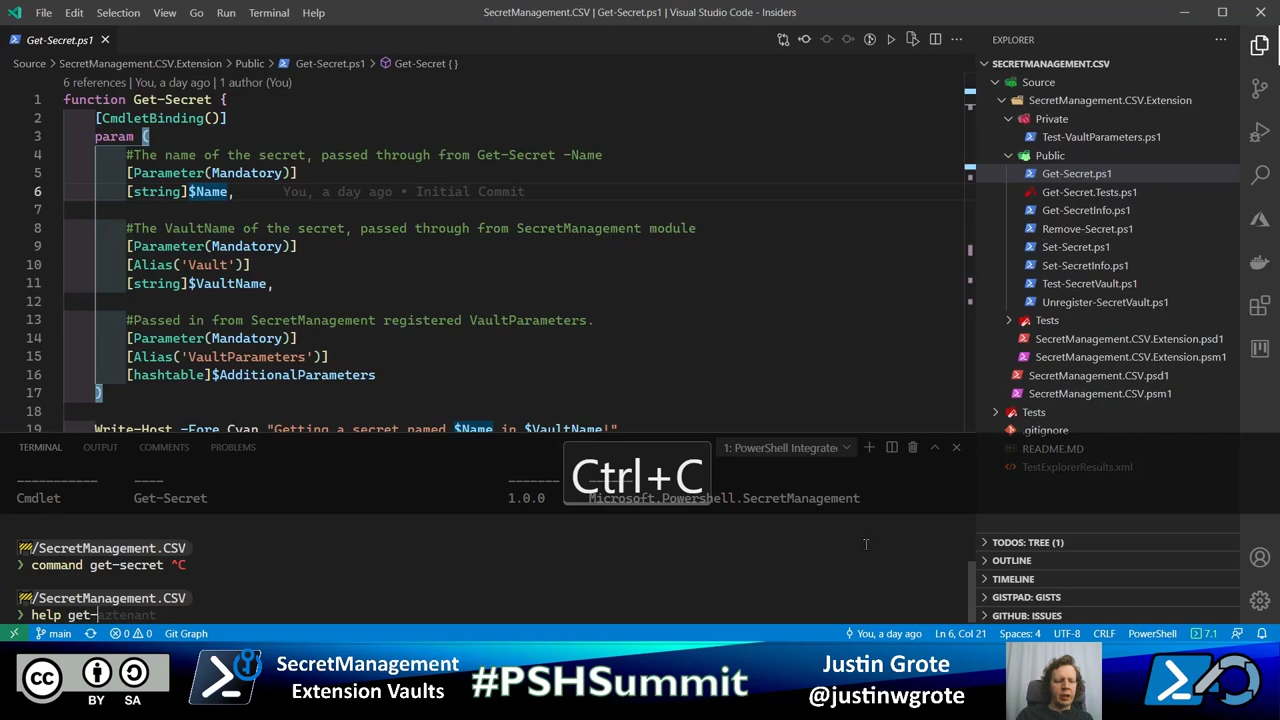 File Edit Selection View Go Run Terminal Help SecretManagement.CSV | Get-Secret.ps1 | Visual Studio Code - Insiders
Get-Secret.ps1
Source > SecretManagement.CSV.Extension > Public > Get-Secret.ps1 > Get-Secret { }
6 references | You, a day ago | 1 author (You)
1 function Get-Secret {
2 [CmdletBinding()]
3 param (
4 #The name of the secret, passed through from Get-Secret -Name
5 [Parameter(Mandatory)]
6 [string]$Name, You, a day ago • Initial Commit
7
8 #The VaultName of the secret, passed through from SecretManagement module
9 [Parameter(Mandatory)]
10 [Alias('Vault')]
11 [string]$VaultName,
12
13 #Passed in from SecretManagement registered VaultParameters.
14 [Parameter(Mandatory)]
15 [Alias('VaultParameters')]
16 [hashtable]$AdditionalParameters
17 )
18
19 Write-Host -Fore Cyan "Getting a secret named $Name in $VaultName!"
EXPLORER
SECRETMANAGEMENT.CSV
Source
SecretManagement.CSV.Extension
Private
Test-VaultParameters.ps1
Public
Get-Secret.ps1
Get-Secret.Tests.ps1
Get-SecretInfo.ps1
Remove-Secret.ps1
Set-Secret.ps1
Set-SecretInfo.ps1
Test-SecretVault.ps1
Unregister-SecretVault.ps1
Tests
SecretManagement.CSV.Extension.psd1
SecretManagement.CSV.Extension.psm1
SecretManagement.CSV.psd1
SecretManagement.CSV.psm1
Tests
.gitignore
README.MD
TestExplorerResults.xml
TODOS: TREE (1)
OUTLINE
TIMELINE
GISTPAD: GISTS
GITHUB: ISSUES
TERMINAL OUTPUT COMMENTS PROBLEMS 1: PowerShell Integrate
Ctrl+C
----------- ---- -------
Cmdlet Get-Secret 1.0.0 Microsoft.Powershell.SecretManagement
/SecretManagement.CSV
❯ command get-secret ^C
/SecretManagement.CSV
❯ help get-aztenant
main 0 0 Git Graph You, a day ago Ln 6, Col 21 Spaces: 4 UTF-8 CRLF PowerShell 7.1
CC BY SA
SecretManagement
Extension Vaults
#PSHSummit
Justin Grote
@justinwgrote